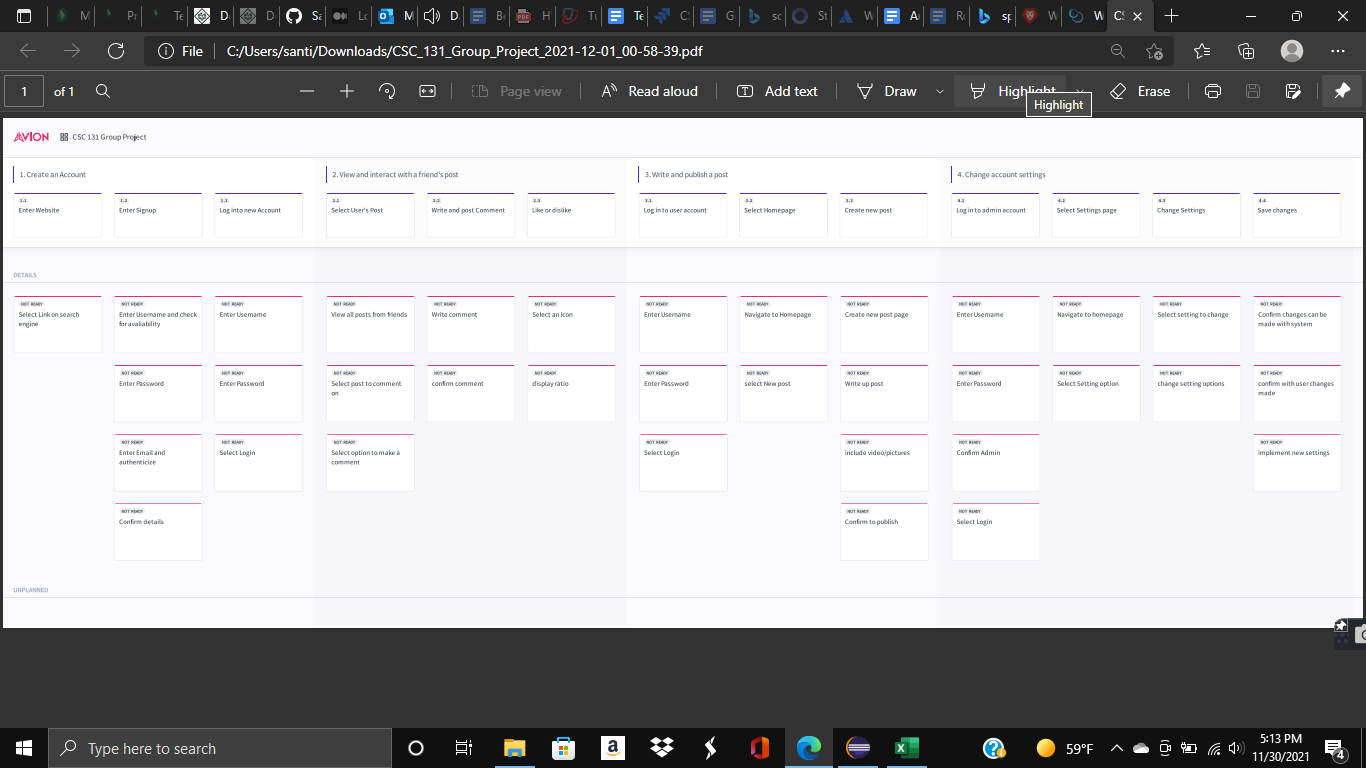 File
C:/Users/santi/Downloads/CSC_131_Group_Project_2021-12-01_00-58-39.pdf
1
of 1
Page view
Read aloud
Add text
Draw
Highlight
Erase
Highlight
AVION
CSC 131 Group Project
1. Create an Account
2. View and interact with a friend's post
3. Write and publish a post
4. Change account settings
1.1
Enter Website
1.2
Enter Signup
1.3
Log into new Account
2.1
Select User's Post
2.2
Write and post Comment
2.3
Like or dislike
3.1
Log in to user account
3.2
Select Homepage
3.3
Create new post
4.1
Log in to admin account
4.2
Select Settings page
4.3
Change Settings
4.4
Save changes
DETAILS
NOT READY
Select Link on search
engine
NOT READY
Enter Username and check
for avaliability
NOT READY
Enter Username
NOT READY
View all posts from friends
NOT READY
Write comment
NOT READY
Select an icon
NOT READY
Enter Username
NOT READY
Navigate to Homepage
NOT READY
Create new post page
NOT READY
Enter Username
NOT READY
Navigate to homepage
NOT READY
Select setting to change
NOT READY
Confirm changes can be
made with system
NOT READY
Enter Password
NOT READY
Enter Password
NOT READY
Select post to comment
on
NOT READY
confirm comment
NOT READY
display ratio
NOT READY
Enter Password
NOT READY
select New post
NOT READY
Write up post
NOT READY
Enter Password
NOT READY
Select Setting option
NOT READY
change setting options
NOT READY
confirm with user changes
made
NOT READY
Enter Email and
authenticize
NOT READY
Select Login
NOT READY
Select option to make a
comment
NOT READY
Select Login
NOT READY
include video/pictures
NOT READY
Confirm Admin
NOT READY
implement new settings
NOT READY
Confirm details
NOT READY
Confirm to publish
NOT READY
Select Login
UNPLANNED
Type here to search
59°F
5:13 PM
11/30/2021
4